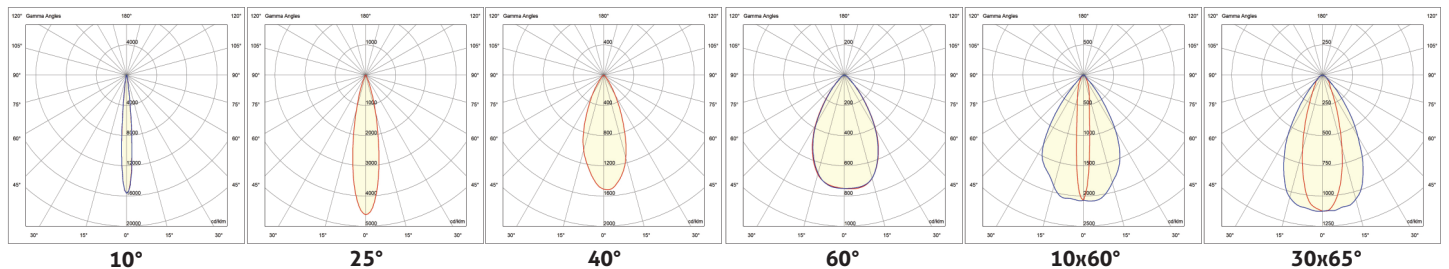 120° Gamma Angles 180° 120°
105° 4000 105°
90° 90°
75° 4000 75°
60° 8000 60°
45° 12000 45°
16000
20000 cd/klm
30° 15° 0° 15° 30°
10°
120° Gamma Angles 180° 120°
105° 1000 105°
90° 90°
75° 1000 75°
60° 2000 60°
45° 3000 45°
4000
5000 cd/klm
30° 15° 0° 15° 30°
25°
120° Gamma Angles 180° 120°
105° 400 105°
90° 90°
75° 400 75°
60° 800 60°
45° 1200 45°
1600
2000 cd/klm
30° 15° 0° 15° 30°
40°
120° Gamma Angles 180° 120°
105° 200 105°
90° 90°
75° 200 75°
60° 400 60°
45° 600 45°
800
1000 cd/klm
30° 15° 0° 15° 30°
60°
120° Gamma Angles 180° 120°
105° 500 105°
90° 90°
75° 500 75°
60° 1000 60°
45° 1500 45°
2000
2500 cd/klm
30° 15° 0° 15° 30°
10x60°
120° Gamma Angles 180° 120°
105° 250 105°
90° 90°
75° 250 75°
60° 500 60°
45° 750 45°
1000
1250 cd/klm
30° 15° 0° 15° 30°
30x65°